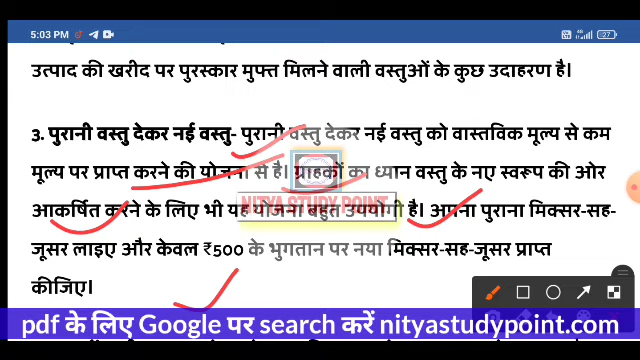 5:03 PM
27
उत्पाद की खरीद पर पुरस्कार मुफ्त मिलने वाली वस्तुओं के कुछ उदाहरण है।
3. पुरानी वस्तु देकर नई वस्तु- पुरानी वस्तु देकर नई वस्तु को वास्तविक मूल्य से कम
मूल्य पर प्राप्त करने की योजना से है। ग्राहकों का ध्यान वस्तु के नए स्वरूप की ओर
आकर्षित करने के लिए भी यह योजना बहुत उपयोगी है। अपना पुराना मिक्सर-सह-
NITYA STUDY POINT
जूसर लाइए और केवल ₹500 के भुगतान पर नया मिक्सर-सह-जूसर प्राप्त
कीजिए।
pdf के लिए Google पर search करें nityastudypoint.com